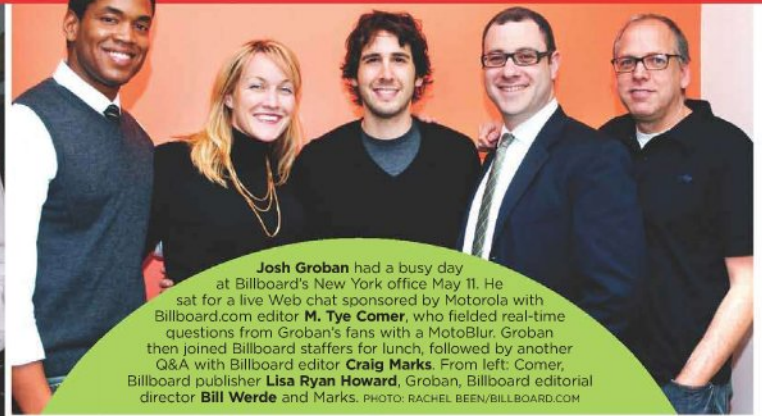 Josh Groban had a busy day
at Billboard's New York office May 11. He
sat for a live Web chat sponsored by Motorola with
Billboard.com editor M. Tye Comer, who fielded real-time
questions from Groban's fans with a MotoBlur. Groban
then joined Billboard staffers for lunch, followed by another
Q&A with Billboard editor Craig Marks. From left: Comer,
Billboard publisher Lisa Ryan Howard, Groban, Billboard editorial
director Bill Werde and Marks. PHOTO: RACHEL BEEN/BILLBOARD.COM